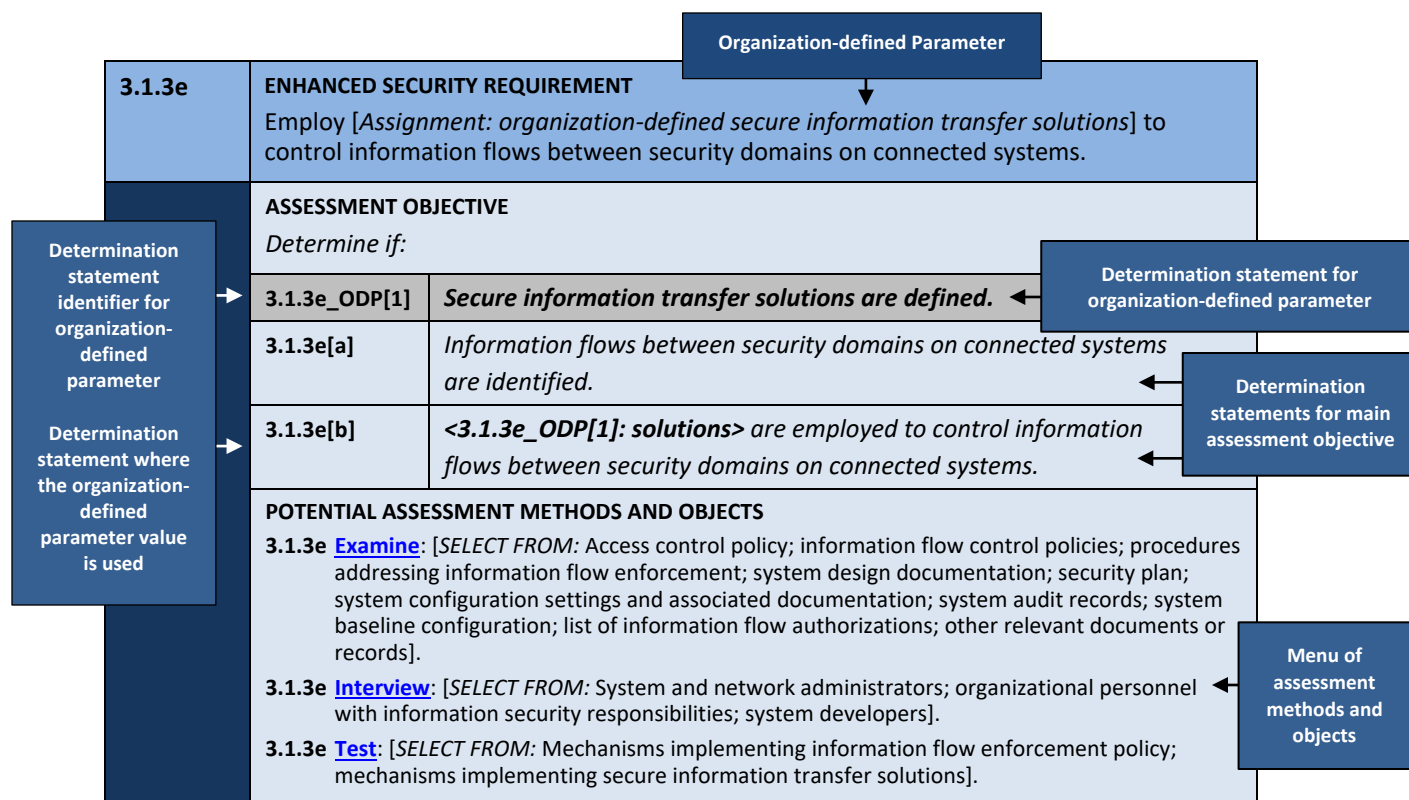 Organization-defined Parameter
3.1.3e
ENHANCED SECURITY REQUIREMENT
Employ [Assignment: organization-defined secure information transfer solutions] to
control information flows between security domains on connected systems.
ASSESSMENT OBJECTIVE
Determine if:
Determination
statement
identifier for
organization-
defined
parameter
Determination
statement where
the organization-
defined
parameter value
is used
3.1.3e_ODP[1]
Secure information transfer solutions are defined.
Determination statement for
organization-defined parameter
3.1.3e[a]
Information flows between security domains on connected systems
are identified.
3.1.3e[b]
<3.1.3e_ODP[1]: solutions> are employed to control information
flows between security domains on connected systems.
Determination
statements for main
assessment objective
POTENTIAL ASSESSMENT METHODS AND OBJECTS
3.1.3e Examine: [SELECT FROM: Access control policy; information flow control policies; procedures
addressing information flow enforcement; system design documentation; security plan;
system configuration settings and associated documentation; system audit records; system
baseline configuration; list of information flow authorizations; other relevant documents or
records].
3.1.3e Interview: [SELECT FROM: System and network administrators; organizational personnel
with information security responsibilities; system developers].
3.1.3e Test: [SELECT FROM: Mechanisms implementing information flow enforcement policy;
mechanisms implementing secure information transfer solutions].
Menu of
assessment
methods and
objects